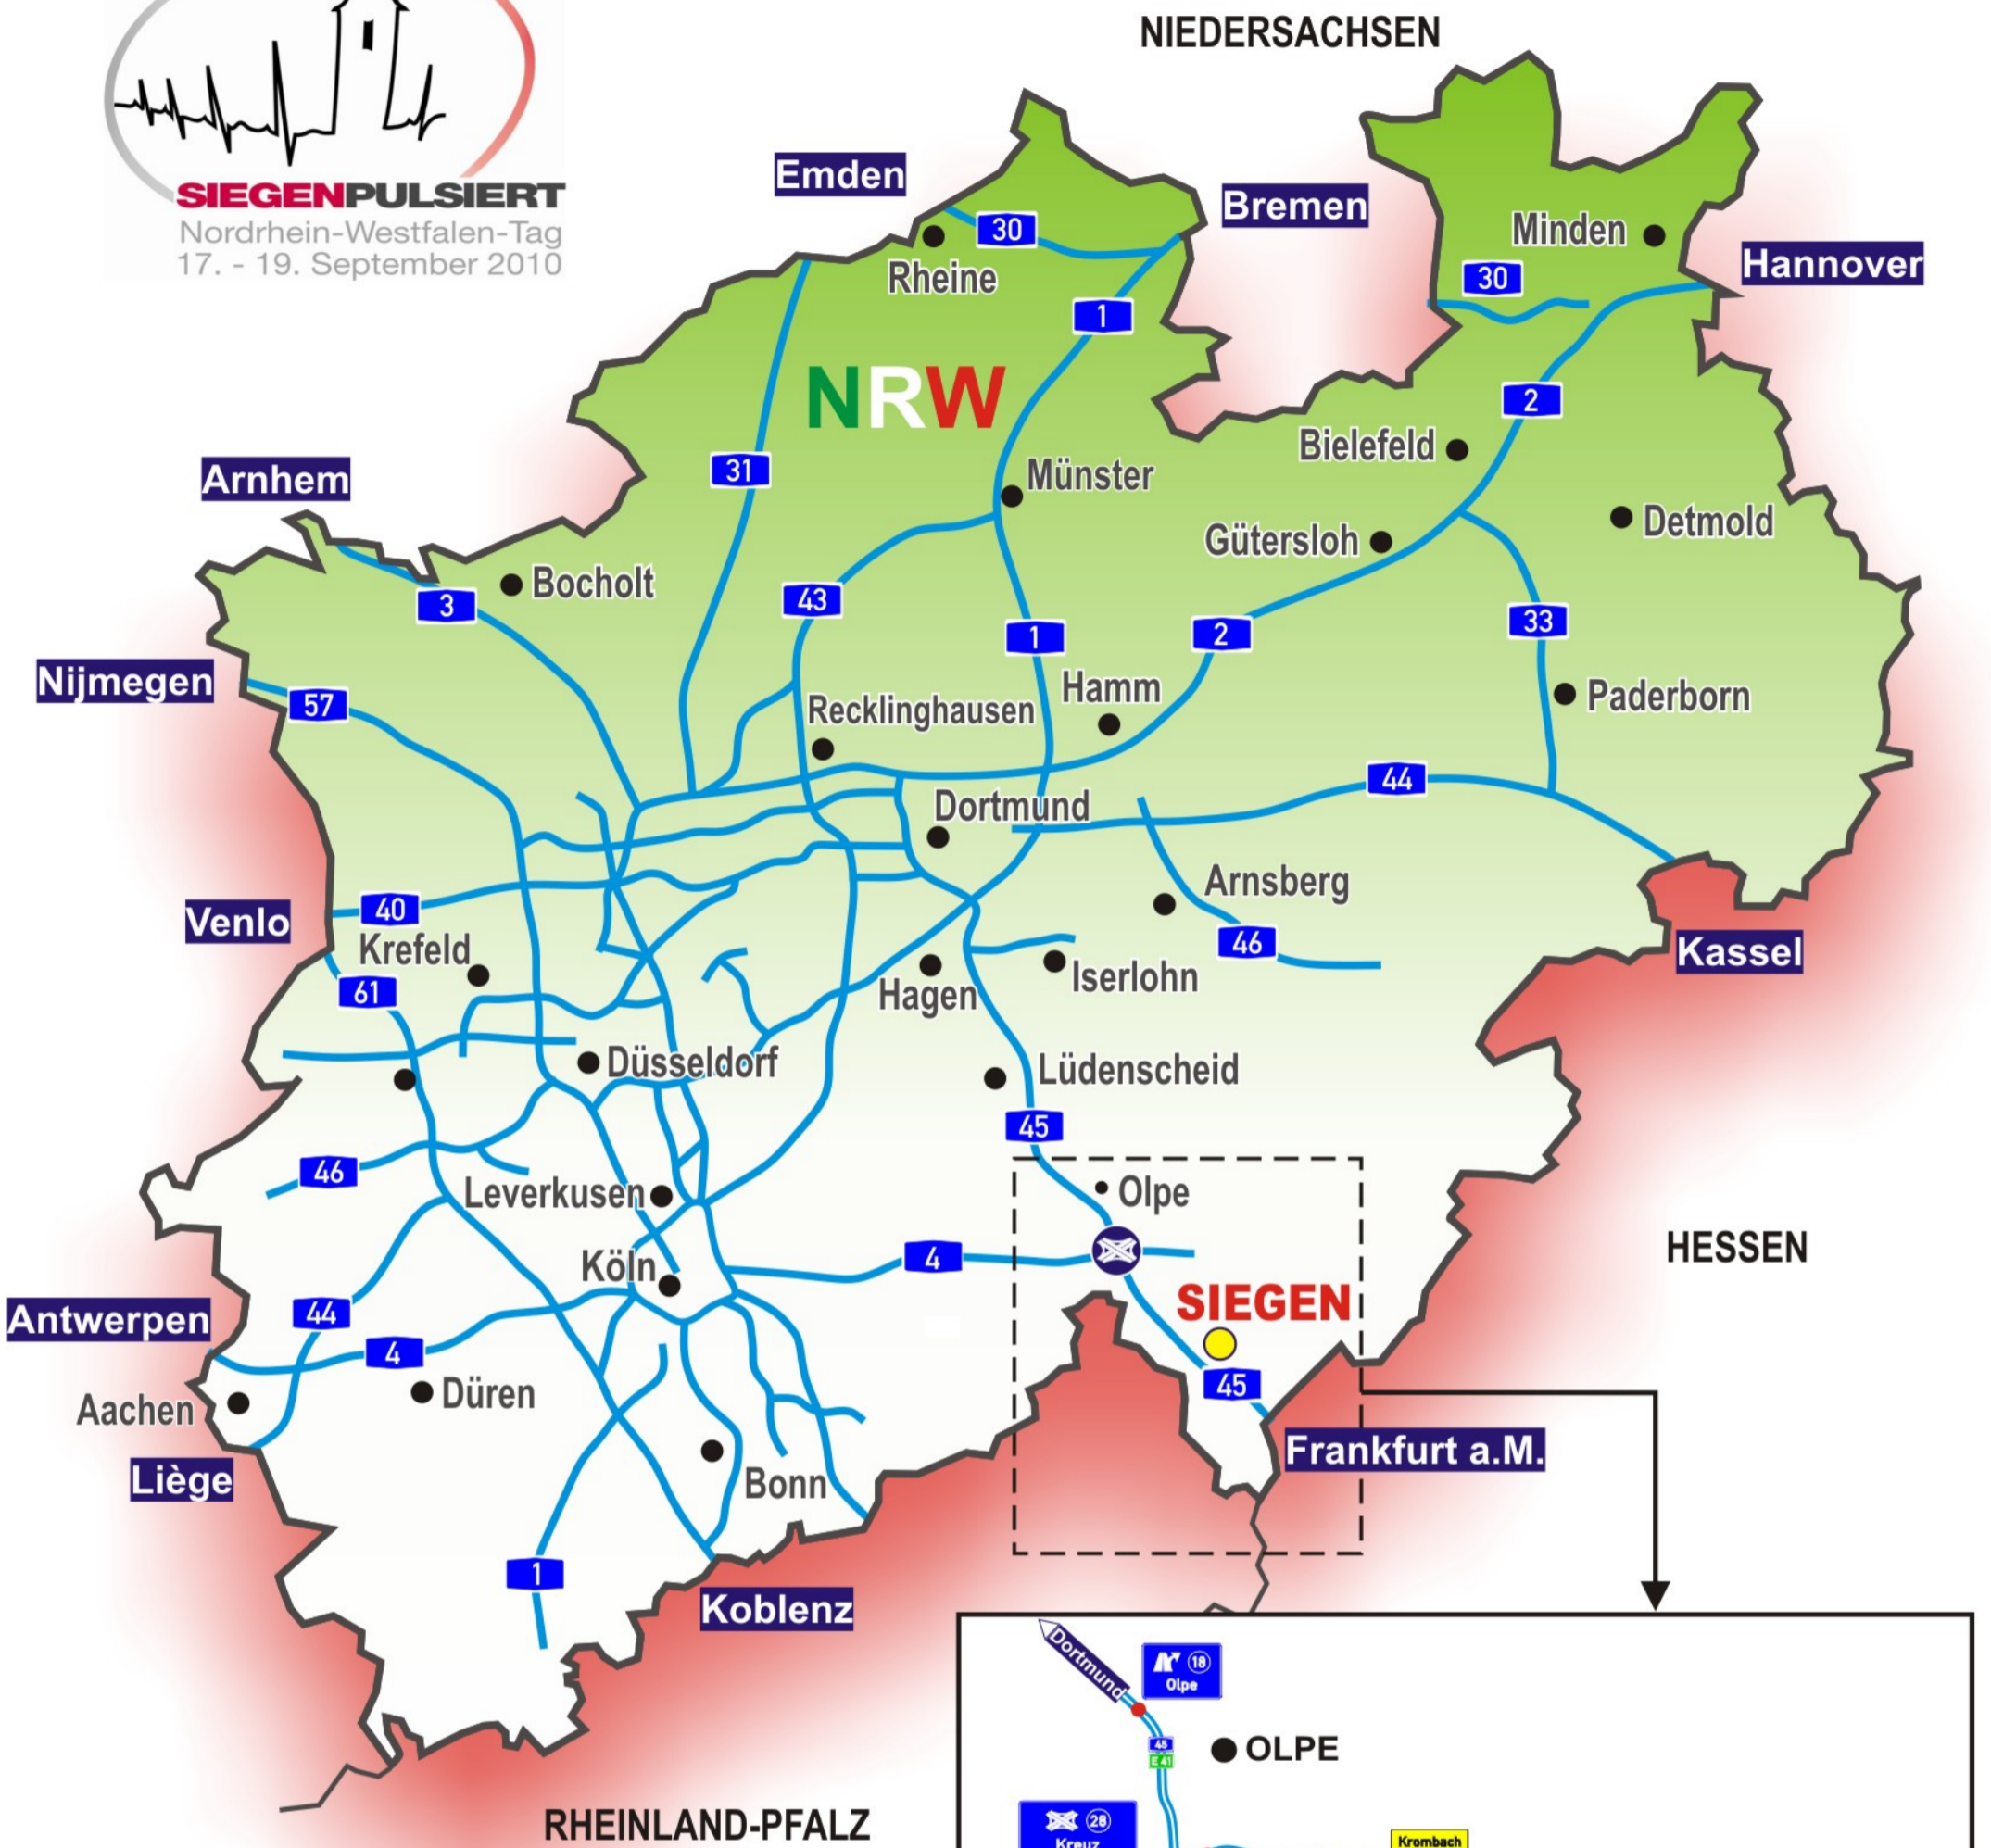 SIEGENPULSIERT
Nordrhein-Westfalen-Tag
17. - 19. September 2010
NIEDERSACHSEN
Emden
Bremen
Minden
Hannover
30
Rheine
30
1
NRW
2
Bielefeld
31
Münster
Arnhem
Detmold
Gütersloh
Bocholt
43
3
1
2
33
Nijmegen
57
Hamm
Paderborn
Recklinghausen
44
Dortmund
Arnsberg
40
Venlo
46
Kassel
Krefeld
Iserlohn
61
Hagen
Düsseldorf
Lüdenscheid
45
46
Leverkusen
Olpe
HESSEN
4
Köln
SIEGEN
44
Antwerpen
4
45
Düren
Aachen
Frankfurt a.M.
Liège
Bonn
1
Koblenz
Dortmund
18
Olpe
45
E 41
OLPE
RHEINLAND-PFALZ
28
Kreuz
Krombach